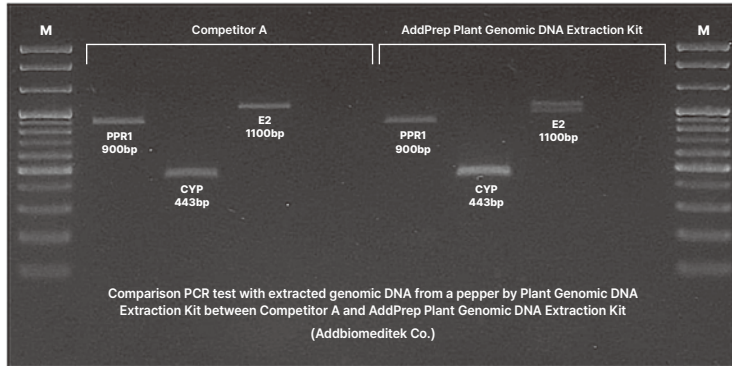 M
Competitor A
AddPrep Plant Genomic DNA Extraction Kit
M
PPR1
900bp
CYP
443bp
E2
1100bp
PPR1
900bp
CYP
443bp
E2
1100bp
Comparison PCR test with extracted genomic DNA from a pepper by Plant Genomic DNA
Extraction Kit between Competitor A and AddPrep Plant Genomic DNA Extraction Kit
(Addbiomeditek Co.)